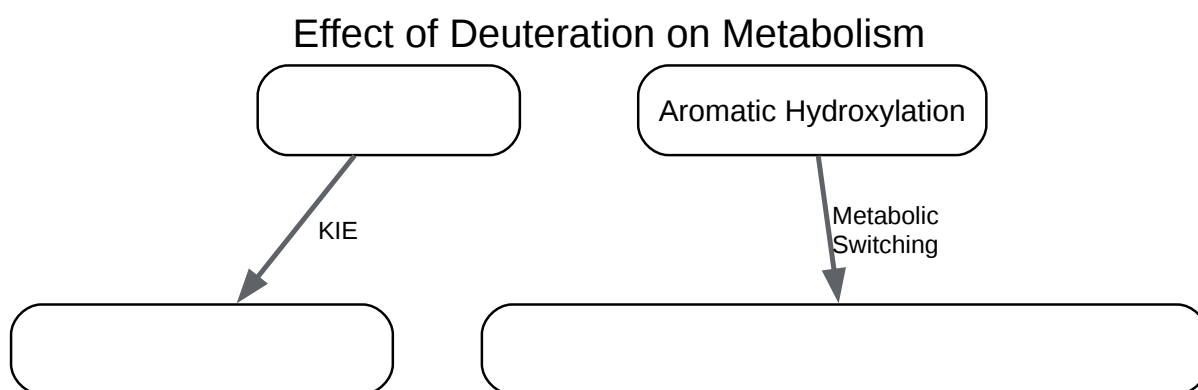 Effect of Deuteration on Metabolism
Aromatic Hydroxylation
KIE
Metabolic
Switching